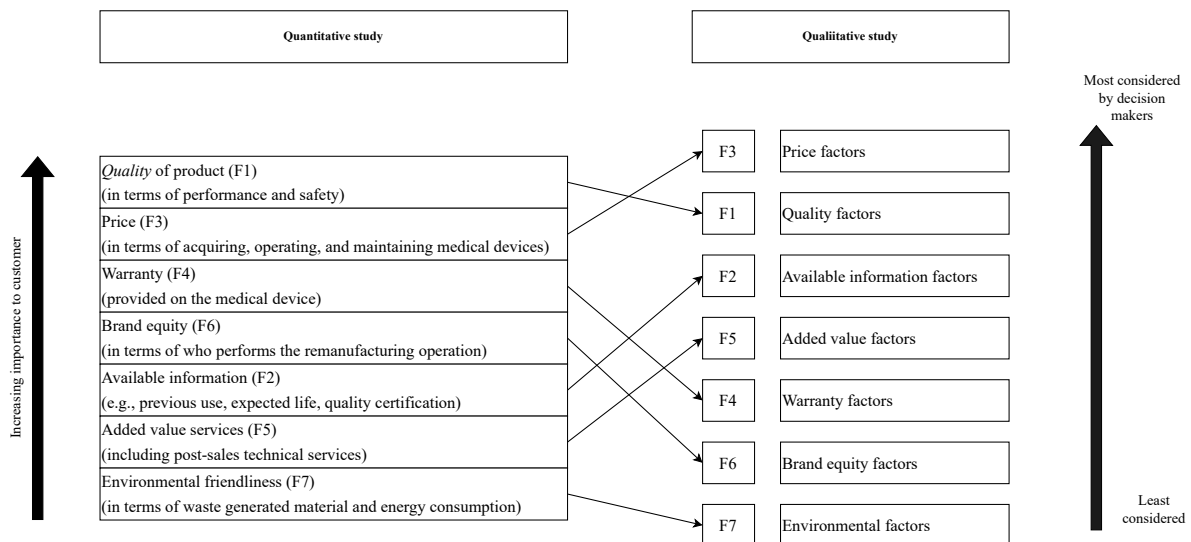 Quantitative study
Qualiitative study
Most considered
by decision
makers
Increasing importance to customer
Quality of product (F1)
(in terms of performance and safety)
Price (F3)
(in terms of acquiring, operating, and maintaining medical devices)
Warranty (F4)
(provided on the medical device)
Brand equity (F6)
(in terms of who performs the remanufacturing operation)
Available information (F2)
(e.g., previous use, expected life, quality certification)
Added value services (F5)
(including post-sales technical services)
Environmental friendliness (F7)
(in terms of waste generated material and energy consumption)
F3 Price factors
F1 Quality factors
F2 Available information factors
F5 Added value factors
F4 Warranty factors
F6 Brand equity factors
F7 Environmental factors
Least
considered